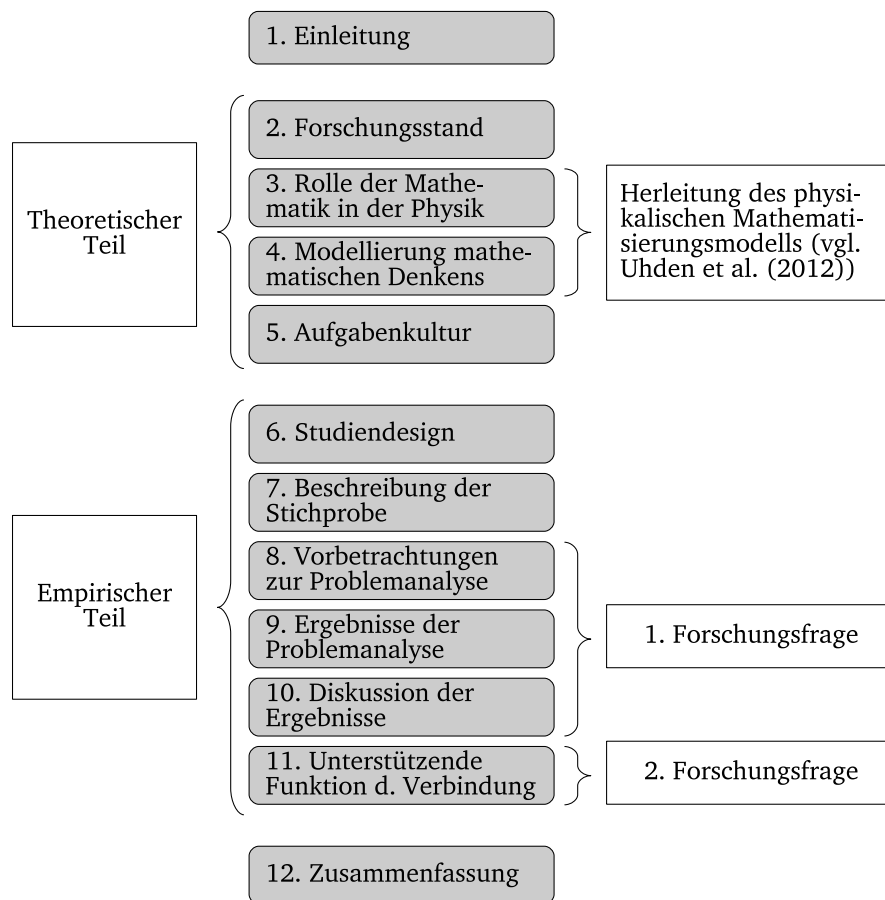 1. Einleitung
Theoretischer
Teil
2. Forschungsstand
3. Rolle der Mathe-
matik in der Physik
4. Modellierung mathe-
matischen Denkens
5. Aufgabenkultur
Herleitung des physi-
kalischen Mathemati-
sierungsmodells (vgl.
Uhden et al. (2012))
Empirischer
Teil
6. Studiendesign
7. Beschreibung der
Stichprobe
8. Vorbetrachtungen
zur Problemanalyse
9. Ergebnisse der
Problemanalyse
10. Diskussion der
Ergebnisse
11. Unterstützende
Funktion d. Verbindung
1. Forschungsfrage
2. Forschungsfrage
12. Zusammenfassung